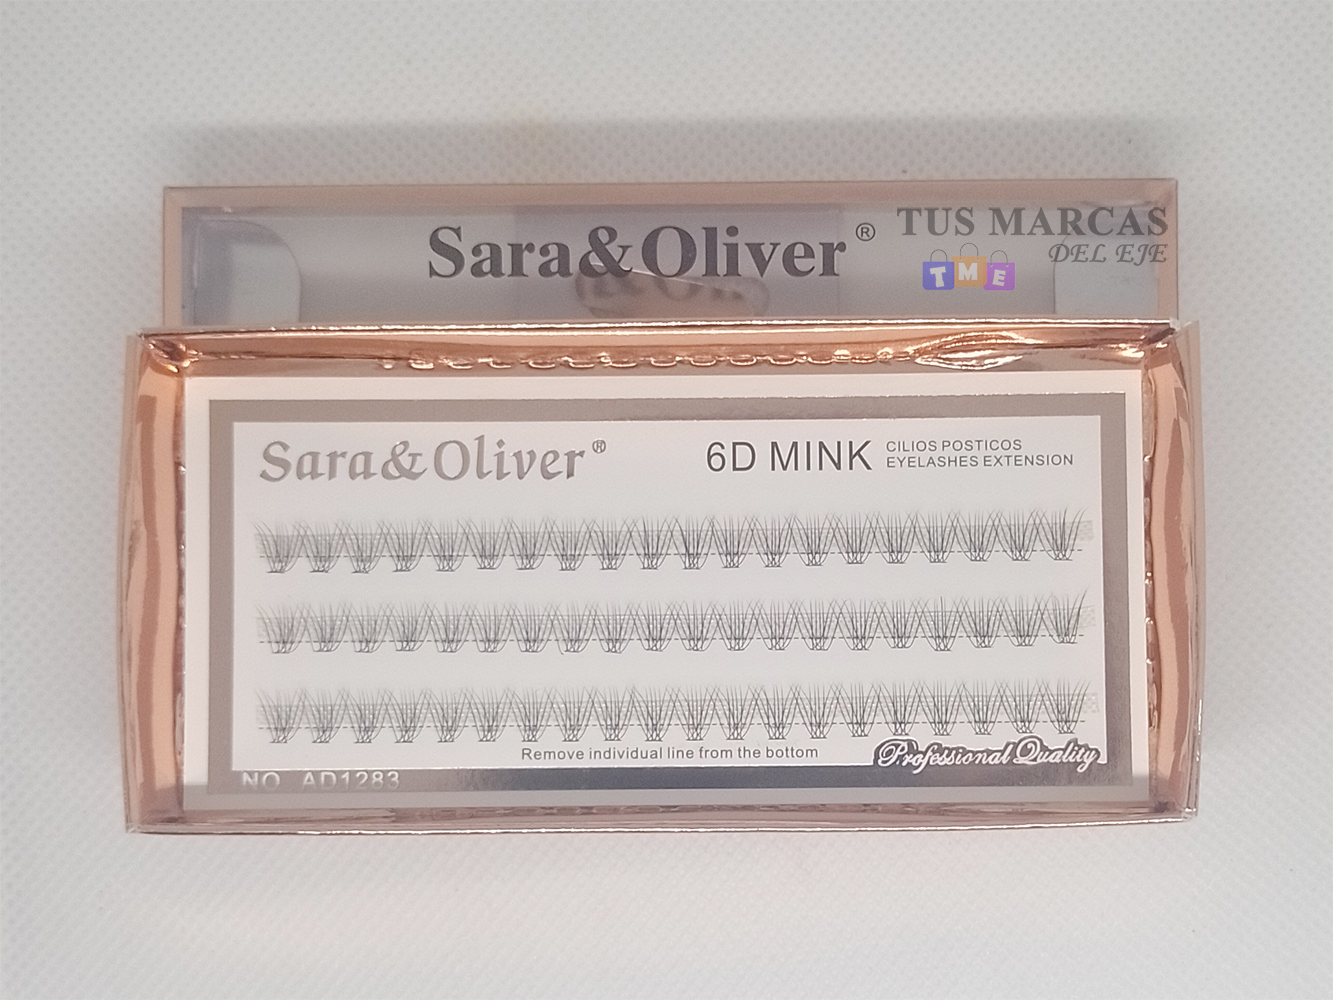 Sara&Oliver®
TUS MARCAS
DEL EJE
TME
Sara&Oliver®
6D MINK
CILIOS POSTICOS
EYELASHES EXTENSION
Remove individual line from the bottom
Professional Quality
NO AD1283